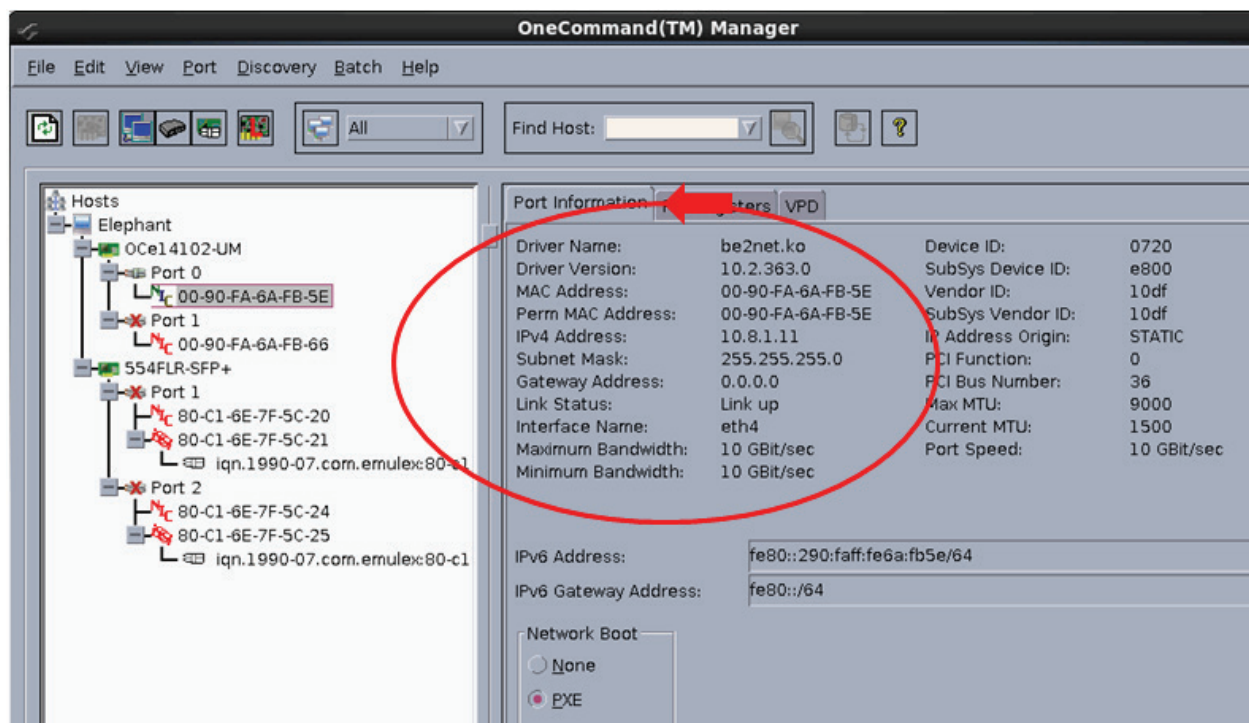 OneCommand(TM) Manager
File Edit View Port Discovery Batch Help
All Find Host:
Hosts
Elephant
OCe14102-UM
Port 0
NIC 00-90-FA-6A-FB-5E
Port 1
NIC 00-90-FA-6A-FB-66
554FLR-SFP+
Port 1
NIC 80-C1-6E-7F-5C-20
80-C1-6E-7F-5C-21
iqn.1990-07.com.emulex:80-c1
Port 2
NIC 80-C1-6E-7F-5C-24
80-C1-6E-7F-5C-25
iqn.1990-07.com.emulex:80-c1
Port Information VPD
Driver Name: be2net.ko Device ID: 0720
Driver Version: 10.2.363.0 SubSys Device ID: e800
MAC Address: 00-90-FA-6A-FB-5E Vendor ID: 10df
Perm MAC Address: 00-90-FA-6A-FB-5E SubSys Vendor ID: 10df
IPv4 Address: 10.8.1.11 IP Address Origin: STATIC
Subnet Mask: 255.255.255.0 PCI Function: 0
Gateway Address: 0.0.0.0 PCI Bus Number: 36
Link Status: Link up Max MTU: 9000
Interface Name: eth4 Current MTU: 1500
Maximum Bandwidth: 10 GBit/sec Port Speed: 10 GBit/sec
Minimum Bandwidth: 10 GBit/sec
IPv6 Address: fe80::290:faff:fe6a:fb5e/64
IPv6 Gateway Address: fe80::/64
Network Boot
None
PXE